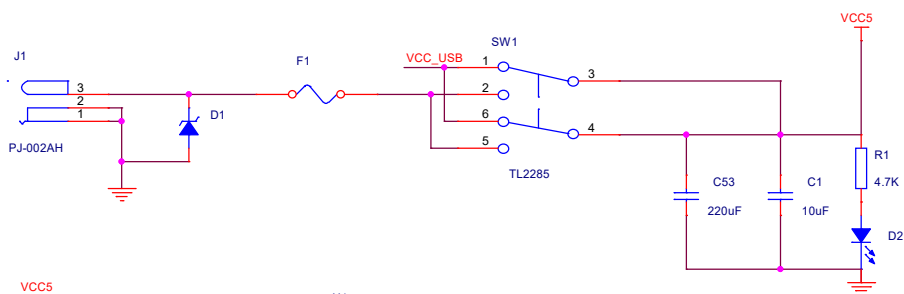 VCC5
SW1
J1
F1
VCC_USB
1
3
3
2
2
D1
1
6
4
PJ-002AH
5
R1
TL2285
C53
C1
4.7K
220uF
10uF
D2
VCC5